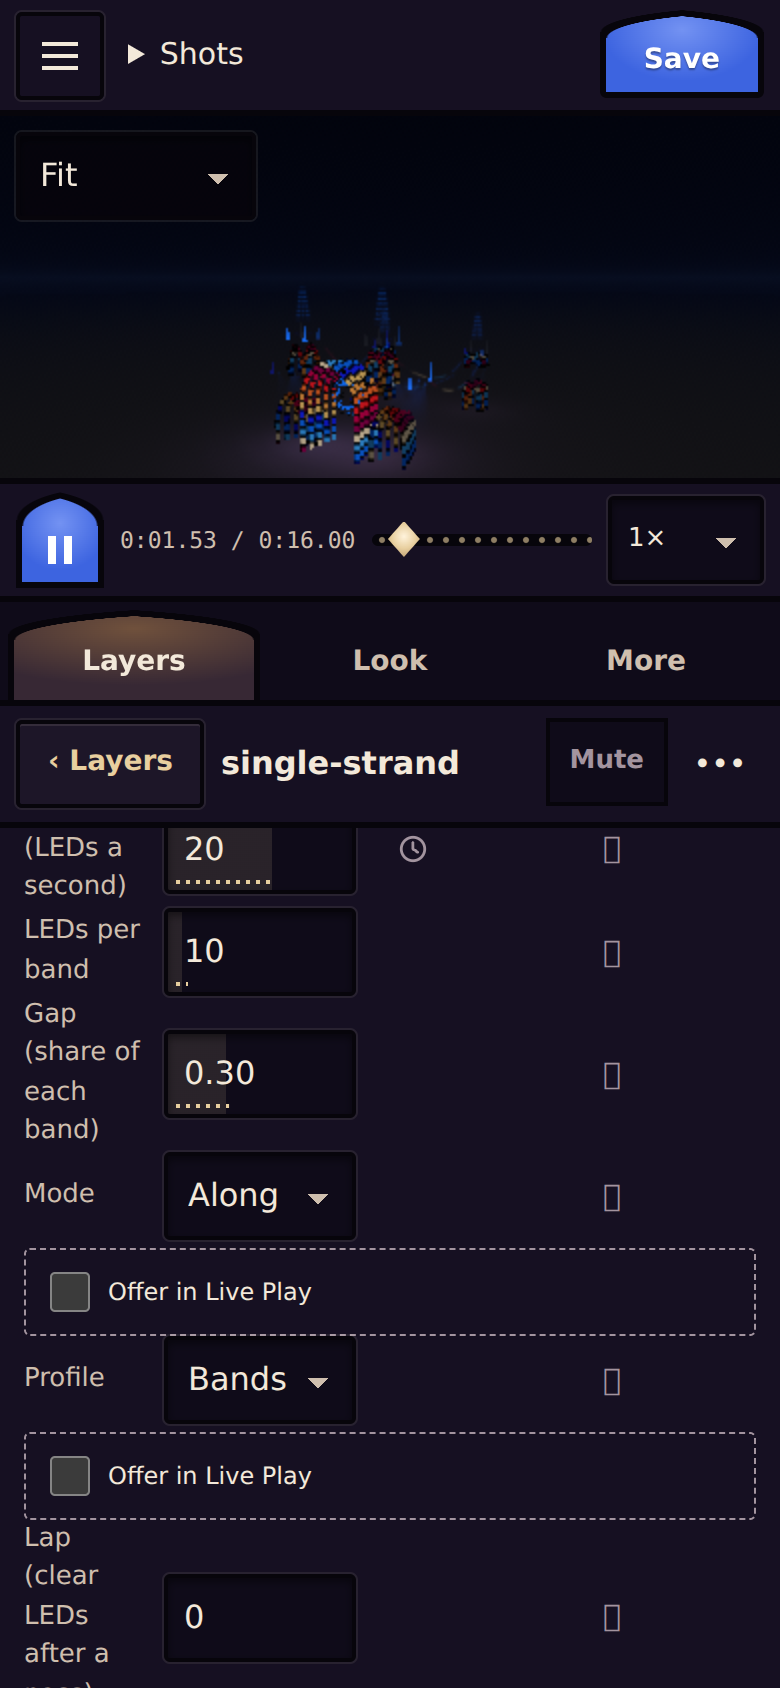 Shots
Save
Fit
0:01.53 / 0:16.00
1×
Layers
Look
More
‹ Layers
single-strand
Mute
(LEDs a
second)
20
LEDs per
band
10
Gap
(share of
each
band)
0.30
Mode
Along
Offer in Live Play
Profile
Bands
Offer in Live Play
Lap
(clear
LEDs
after a
0